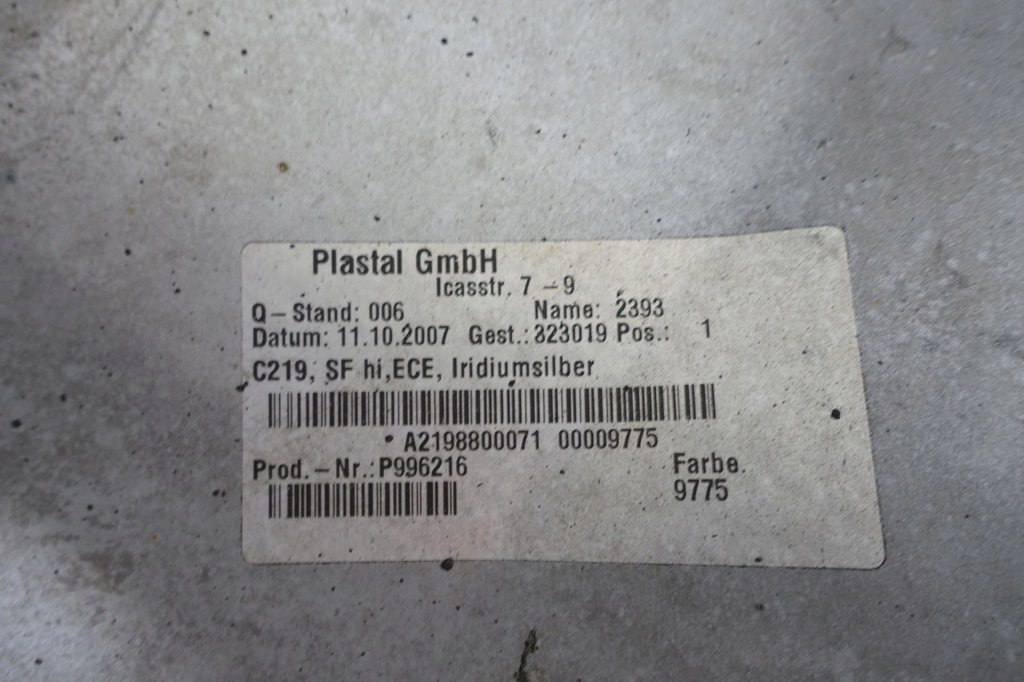 Plastal GmbH
Icasstr. 7 – 9
Q – Stand: 006 Name: 2393
Datum: 11.10.2007 Gest.: 323019 Pos.: 1
C219, SF hi,ECE, Iridiumsilber
A2198800071 00009775
Prod. – Nr.: P996216 Farbe.
9775